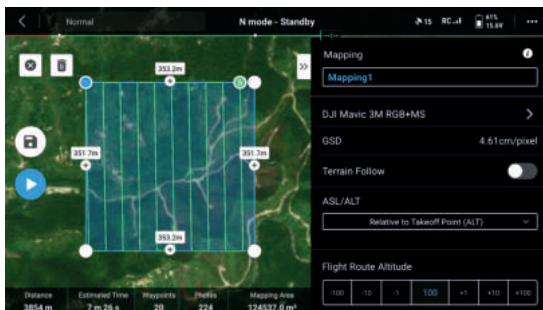 Normal
N mode - Standby
15 RC
81%
15.6V
Mapping
Mapping1
353.2m
DJI Mavic 3M RGB+MS
GSD
4.61cm/pixel
351.7m
351.7m
Terrain Follow
ASL/ALT
Relative to Takeoff Point (ALT)
353.2m
Flight Route Altitude
-100 -10 -1 100 +1 +10 +100
Distance Estimated Time Waypoints Photos Mapping Area
3854 m 7 m 26 s 20 224 124537.0 m²